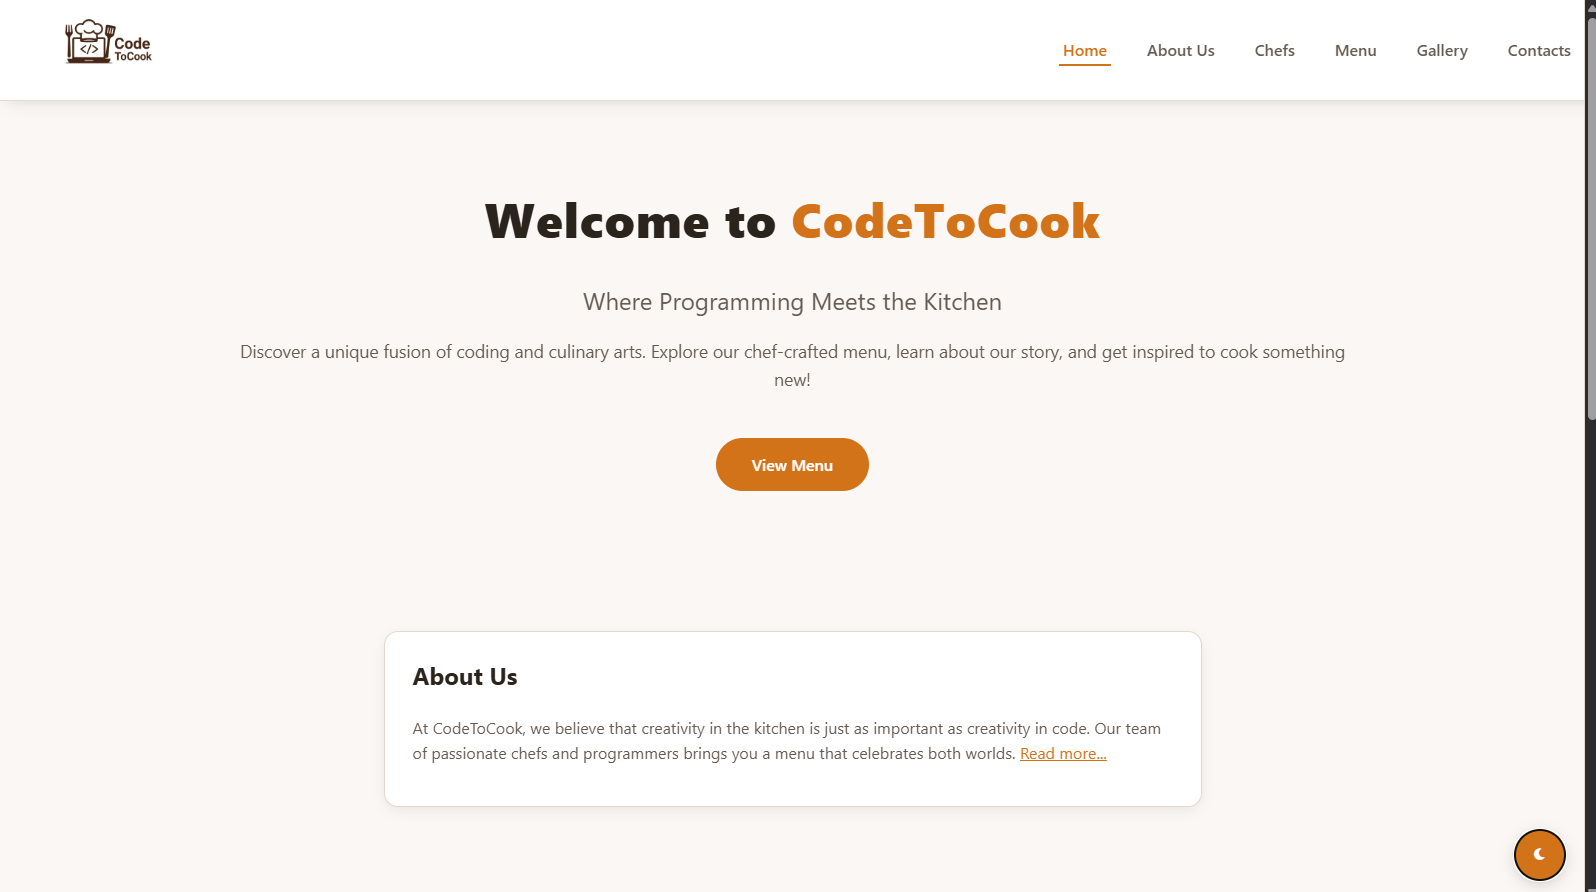 </> Code
ToCook
Home About Us Chefs Menu Gallery Contacts
Welcome to CodeToCook
Where Programming Meets the Kitchen
Discover a unique fusion of coding and culinary arts. Explore our chef-crafted menu, learn about our story, and get inspired to cook something
new!
View Menu
About Us
At CodeToCook, we believe that creativity in the kitchen is just as important as creativity in code. Our team
of passionate chefs and programmers brings you a menu that celebrates both worlds. Read more...